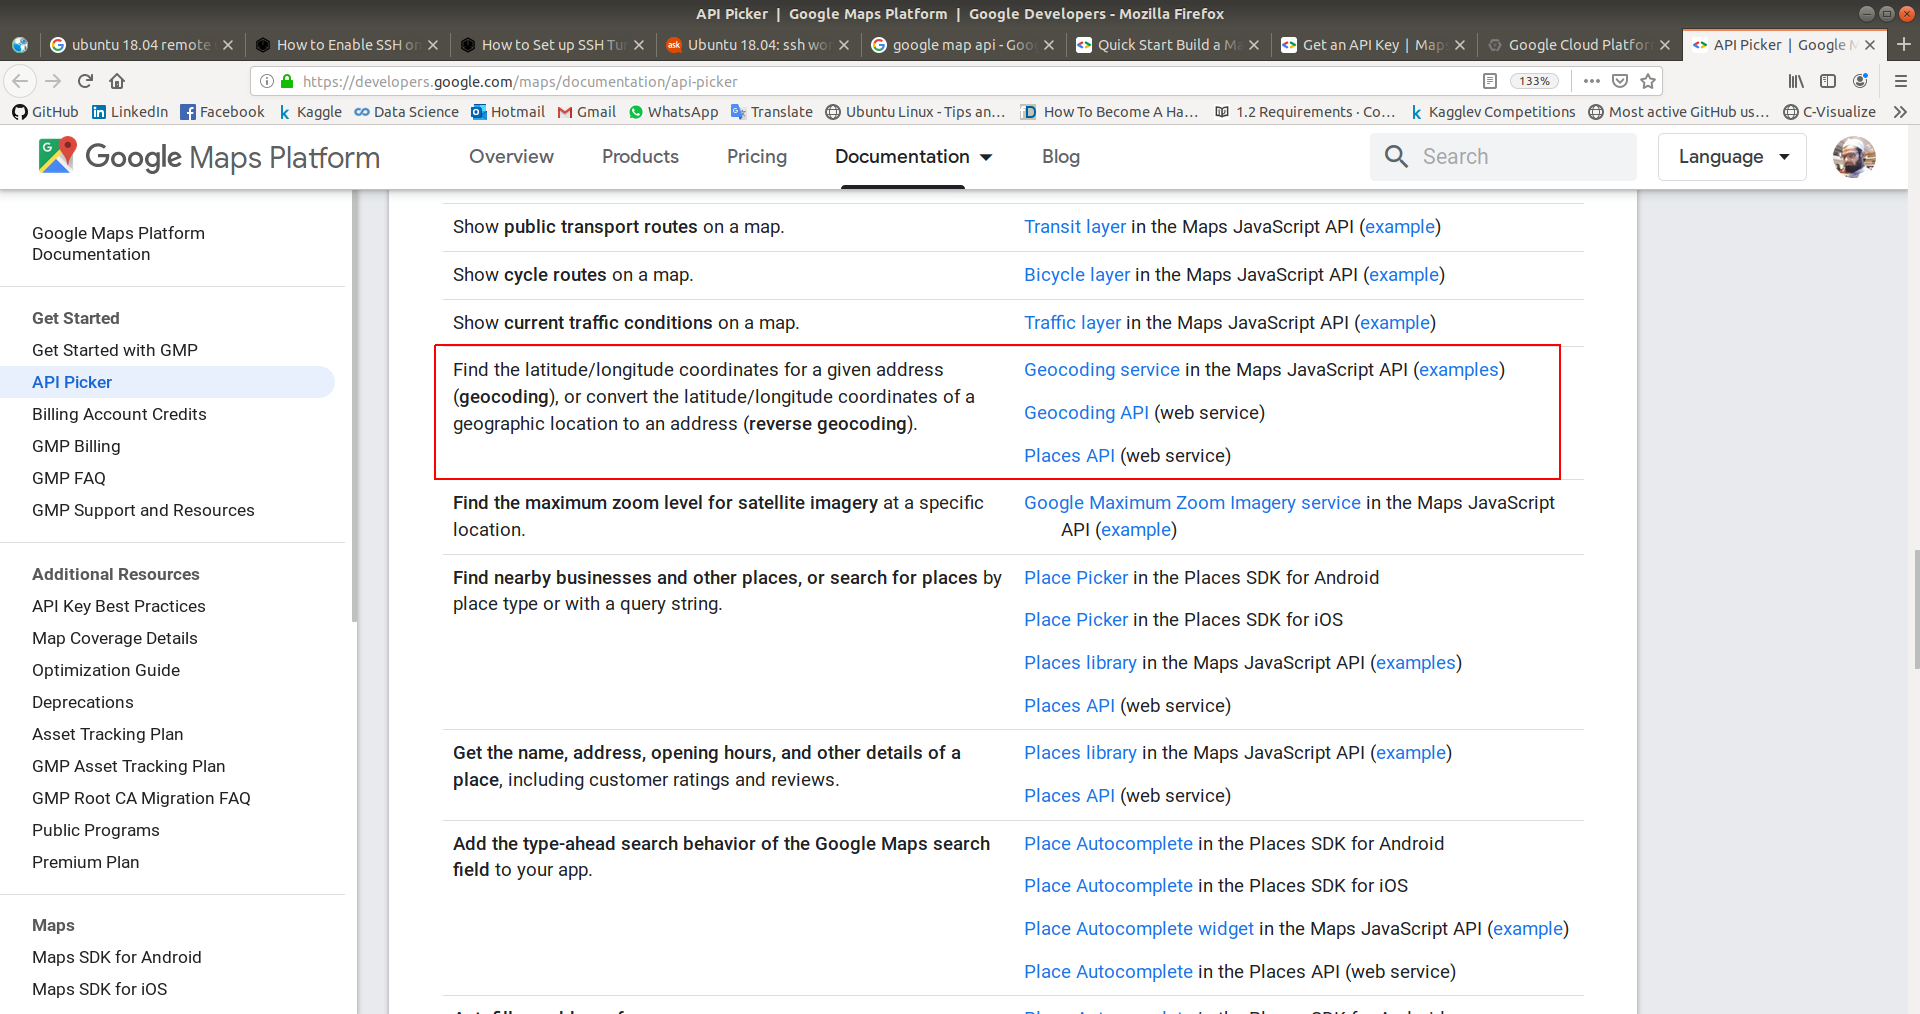 API Picker | Google Maps Platform | Google Developers - Mozilla Firefox
ubuntu 18.04 remote
How to Enable SSH on
How to Set up SSH Tu
Ubuntu 18.04: ssh wo
google map api - Goo
Quick Start Build a Ma
Get an API Key | Maps
Google Cloud Platfor
API Picker | Google M
https://developers.google.com/maps/documentation/api-picker
133%
GitHub LinkedIn Facebook Kaggle Data Science Hotmail Gmail WhatsApp Translate Ubuntu Linux - Tips an... How To Become A Ha... 1.2 Requirements · Co... Kagglev Competitions Most active GitHub us... C-Visualize
Google Maps Platform
Overview Products Pricing Documentation Blog
Search
Language
Google Maps Platform
Documentation
Get Started
Get Started with GMP
API Picker
Billing Account Credits
GMP Billing
GMP FAQ
GMP Support and Resources
Additional Resources
API Key Best Practices
Map Coverage Details
Optimization Guide
Deprecations
Asset Tracking Plan
GMP Asset Tracking Plan
GMP Root CA Migration FAQ
Public Programs
Premium Plan
Maps
Maps SDK for Android
Maps SDK for iOS
Show public transport routes on a map.
Transit layer in the Maps JavaScript API (example)
Show cycle routes on a map.
Bicycle layer in the Maps JavaScript API (example)
Show current traffic conditions on a map.
Traffic layer in the Maps JavaScript API (example)
Find the latitude/longitude coordinates for a given address
(geocoding), or convert the latitude/longitude coordinates of a
geographic location to an address (reverse geocoding).
Geocoding service in the Maps JavaScript API (examples)
Geocoding API (web service)
Places API (web service)
Find the maximum zoom level for satellite imagery at a specific
location.
Google Maximum Zoom Imagery service in the Maps JavaScript
API (example)
Find nearby businesses and other places, or search for places by
place type or with a query string.
Place Picker in the Places SDK for Android
Place Picker in the Places SDK for iOS
Places library in the Maps JavaScript API (examples)
Places API (web service)
Get the name, address, opening hours, and other details of a
place, including customer ratings and reviews.
Places library in the Maps JavaScript API (example)
Places API (web service)
Add the type-ahead search behavior of the Google Maps search
field to your app.
Place Autocomplete in the Places SDK for Android
Place Autocomplete in the Places SDK for iOS
Place Autocomplete widget in the Maps JavaScript API (example)
Place Autocomplete in the Places API (web service)